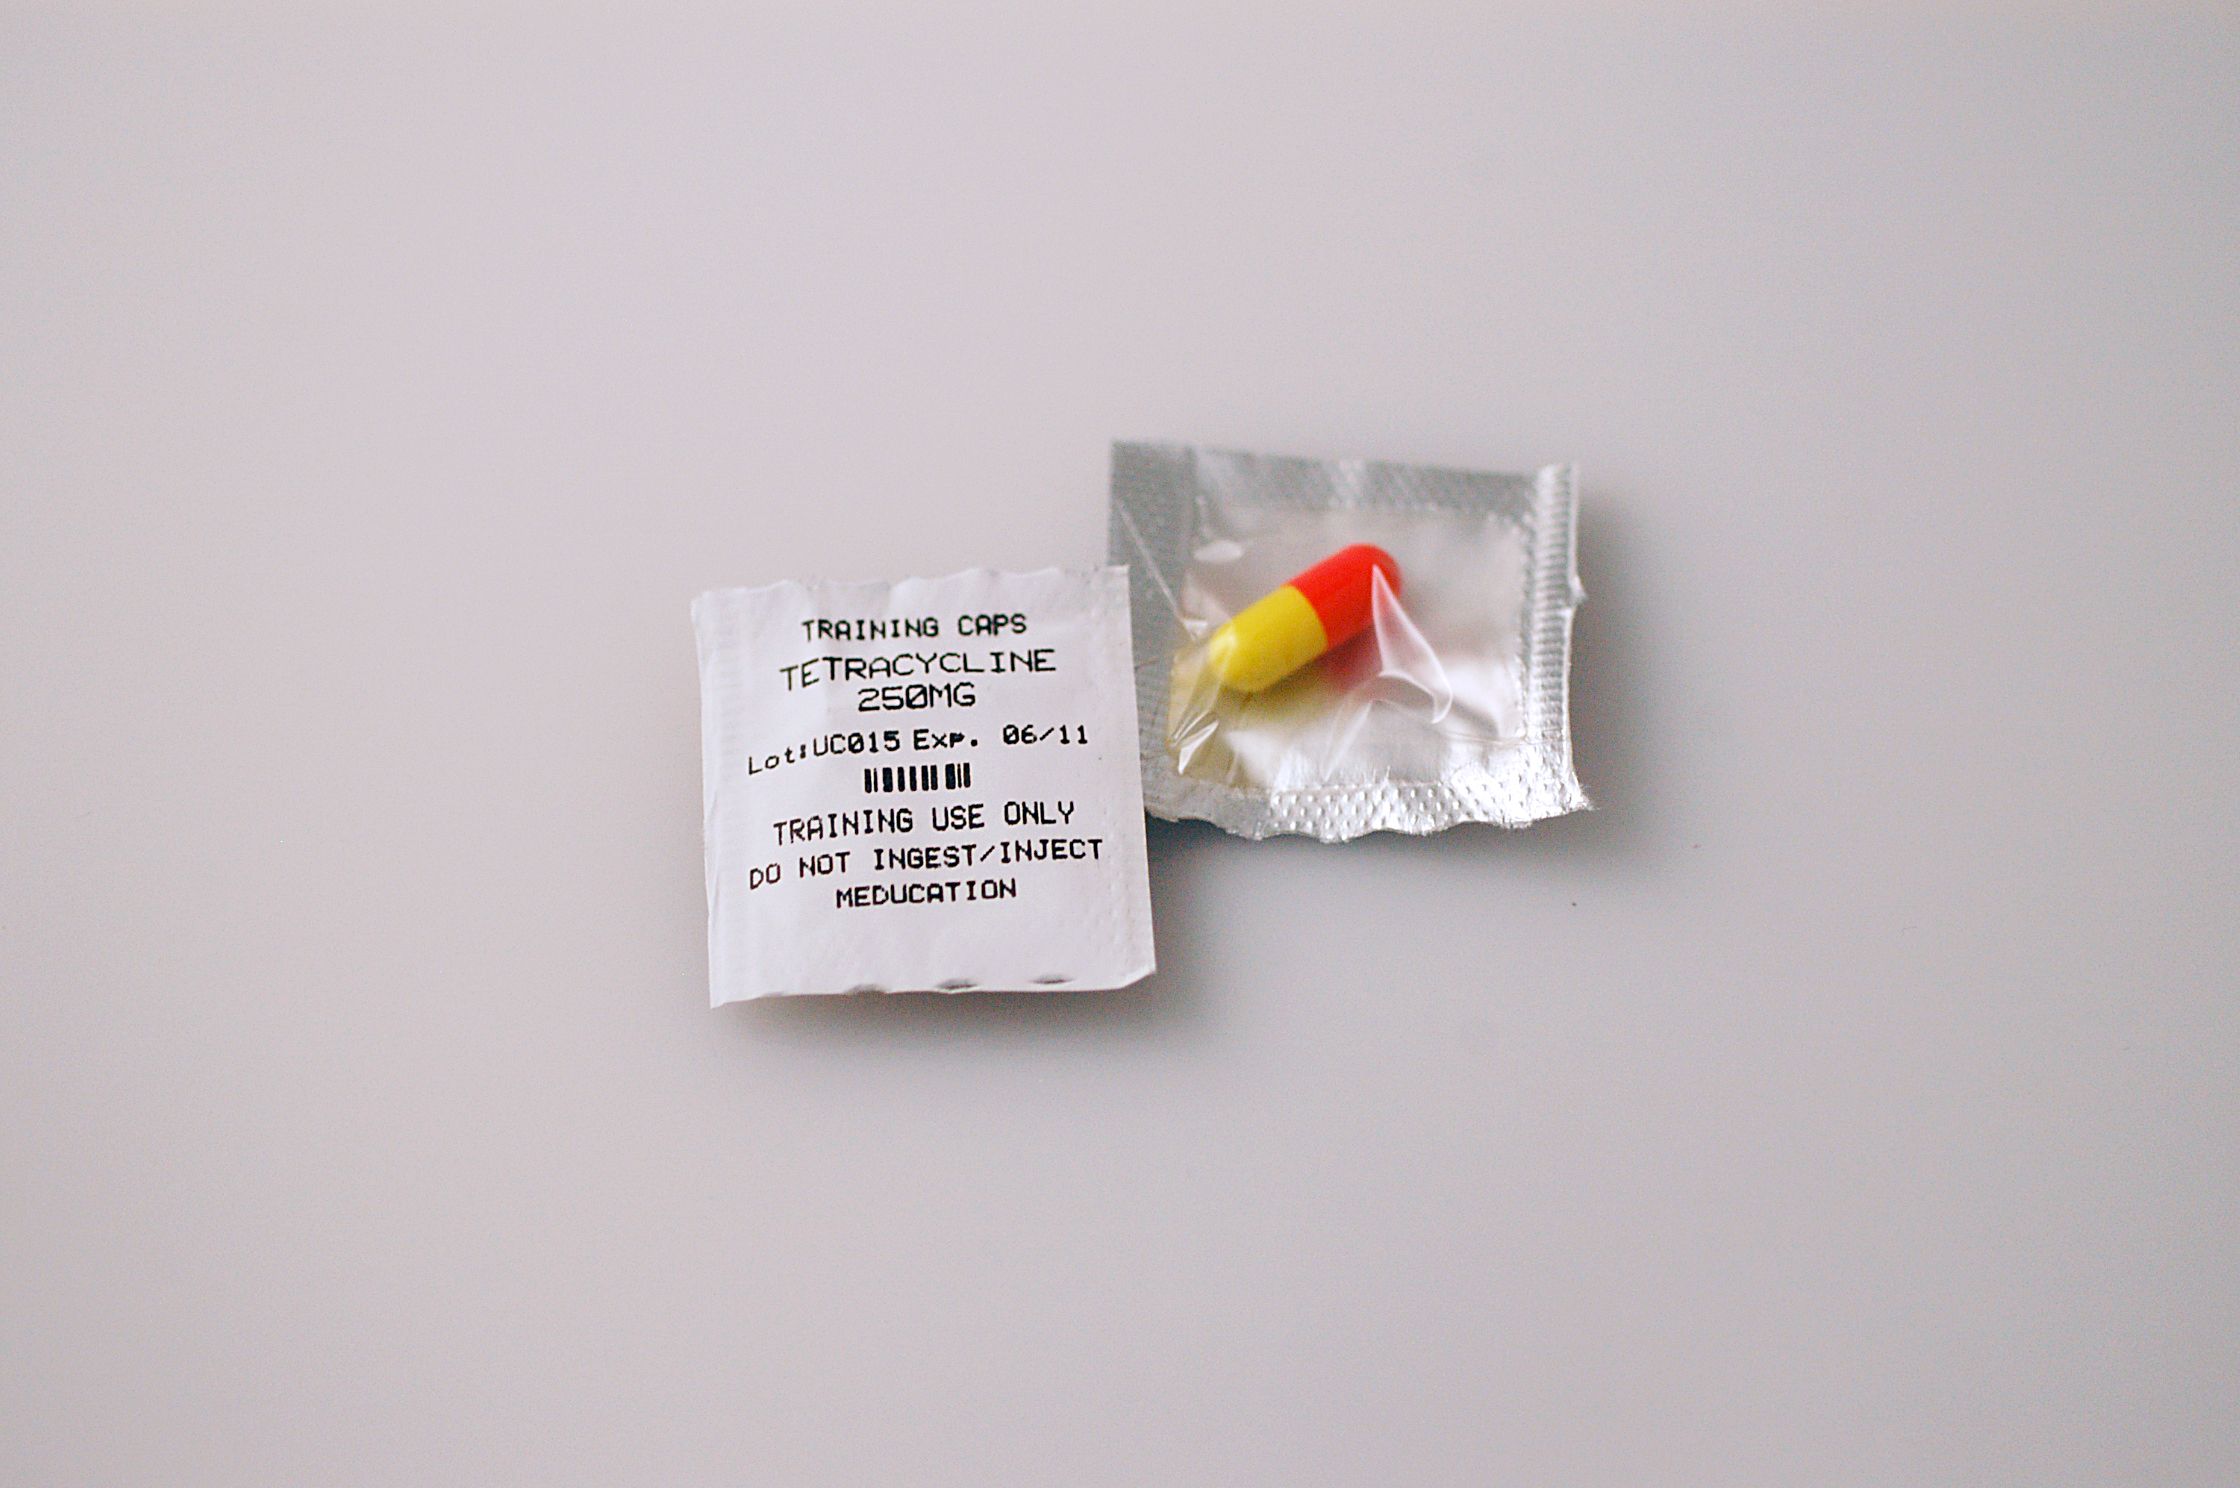 TRAINING CAPS
TETRACYCLINE
250MG
Lot:UC015 Exp. 06/11
TRAINING USE ONLY
DO NOT INGEST/INJECT
MEDUCATION